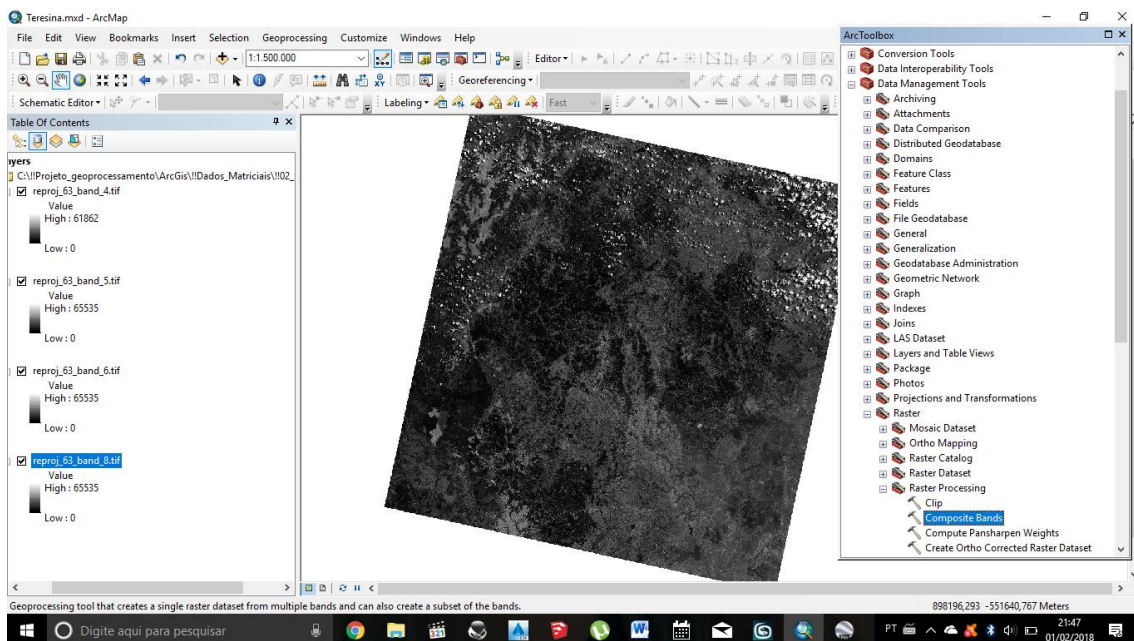 Teresina.mxd - ArcMap
File Edit View Bookmarks Insert Selection Geoprocessing Customize Windows Help
1:1.500.000
Editor
Georeferencing
Schematic Editor
Labeling
Fast
Table Of Contents
ayers
C:\!!Projeto_geoprocessamento\ArcGis\!!Dados_Matriciais\!!02_
reproj_63_band_4.tif
Value
High : 61862
Low : 0
reproj_63_band_5.tif
Value
High : 65535
Low : 0
reproj_63_band_6.tif
Value
High : 65535
Low : 0
reproj_63_band_8.tif
Value
High : 65535
Low : 0
ArcToolbox
Conversion Tools
Data Interoperability Tools
Data Management Tools
Archiving
Attachments
Data Comparison
Distributed Geodatabase
Domains
Feature Class
Features
Fields
File Geodatabase
General
Generalization
Geodatabase Administration
Geometric Network
Graph
Indexes
Joins
LAS Dataset
Layers and Table Views
Package
Photos
Projections and Transformations
Raster
Mosaic Dataset
Ortho Mapping
Raster Catalog
Raster Dataset
Raster Processing
Clip
Composite Bands
Compute Pansharpen Weights
Create Ortho Corrected Raster Dataset
Geoprocessing tool that creates a single raster dataset from multiple bands and can also create a subset of the bands.
898196,293 -551640,767 Meters
Digite aqui para pesquisar
PT
21:47
01/02/2018